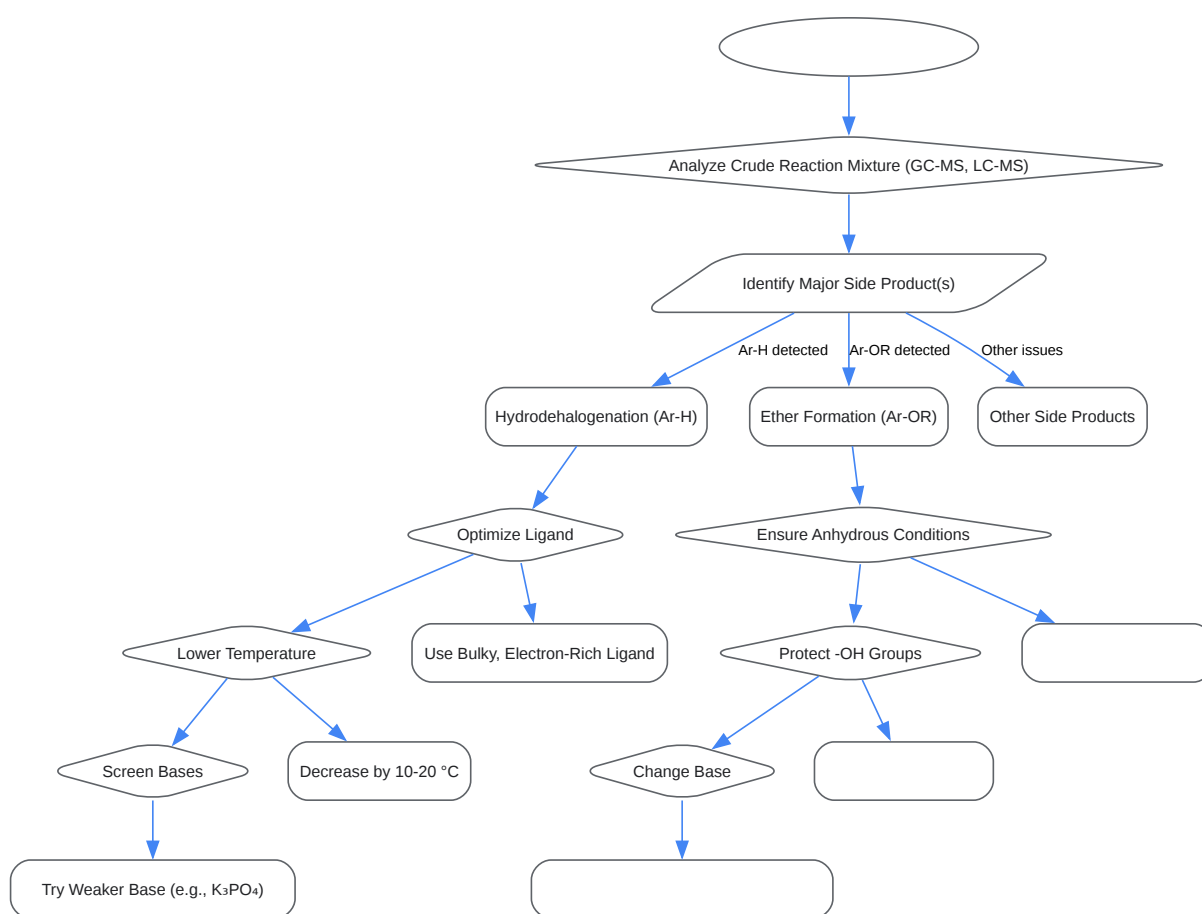 Analyze Crude Reaction Mixture (GC-MS, LC-MS)
Identify Major Side Product(s)
Ar-H detected
Ar-OR detected
Other issues
Hydrodehalogenation (Ar-H)
Ether Formation (Ar-OR)
Other Side Products
Optimize Ligand
Ensure Anhydrous Conditions
Lower Temperature
Use Bulky, Electron-Rich Ligand
Protect -OH Groups
Screen Bases
Decrease by 10-20 °C
Change Base
Try Weaker Base (e.g., K₃PO₄)